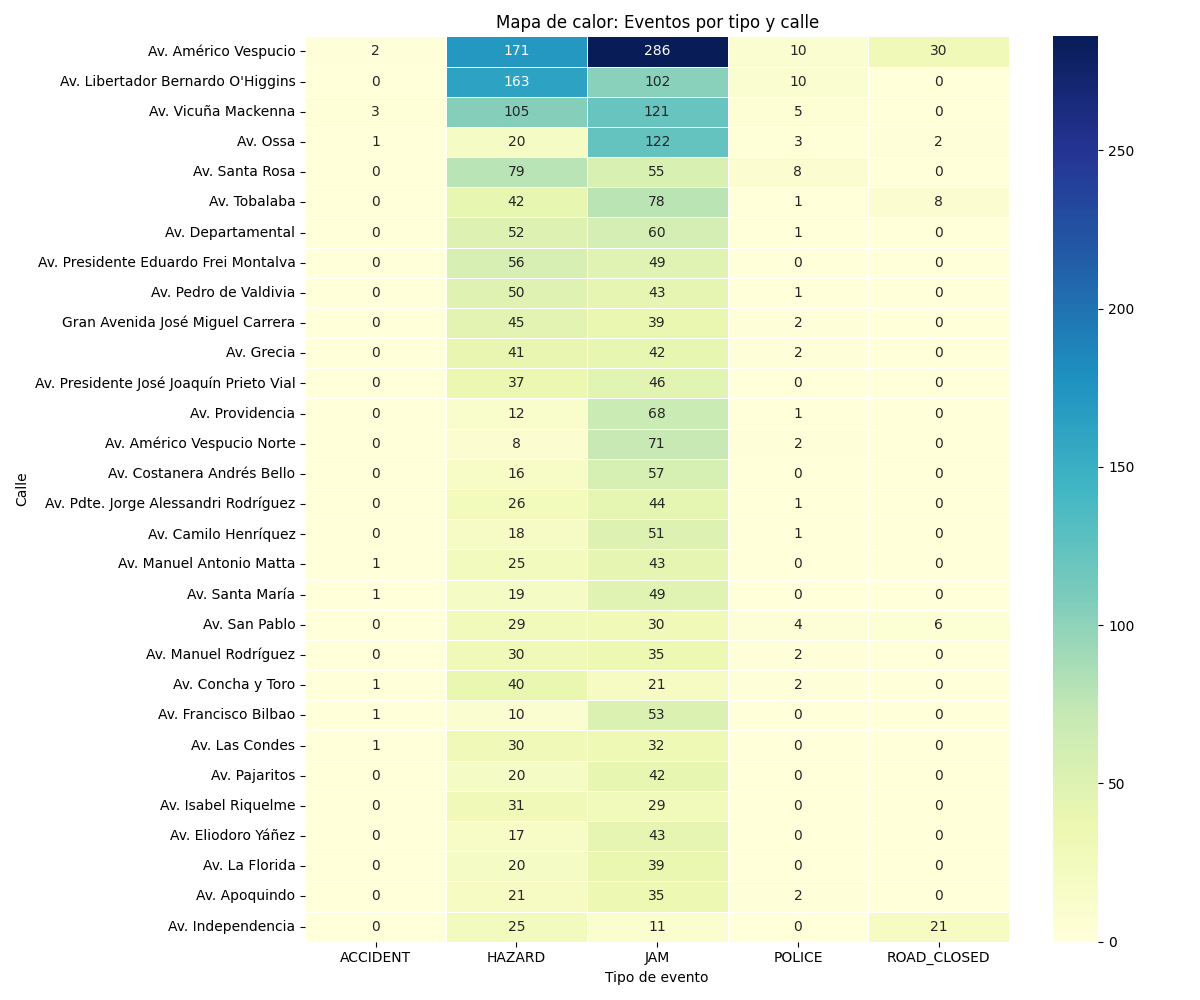 Mapa de calor: Eventos por tipo y calle
Av. Américo Vespucio 2 171 286 10 30
Av. Libertador Bernardo O'Higgins 0 163 102 10 0
Av. Vicuña Mackenna 3 105 121 5 0
Av. Ossa 1 20 122 3 2
Av. Santa Rosa 0 79 55 8 0
Av. Tobalaba 0 42 78 1 8
Av. Departamental 0 52 60 1 0
Av. Presidente Eduardo Frei Montalva 0 56 49 0 0
Av. Pedro de Valdivia 0 50 43 1 0
Gran Avenida José Miguel Carrera 0 45 39 2 0
Av. Grecia 0 41 42 2 0
Av. Presidente José Joaquín Prieto Vial 0 37 46 0 0
Av. Providencia 0 12 68 1 0
Av. Américo Vespucio Norte 0 8 71 2 0
Av. Costanera Andrés Bello 0 16 57 0 0
Av. Pdte. Jorge Alessandri Rodríguez 0 26 44 1 0
Av. Camilo Henríquez 0 18 51 1 0
Av. Manuel Antonio Matta 1 25 43 0 0
Av. Santa María 1 19 49 0 0
Av. San Pablo 0 29 30 4 6
Av. Manuel Rodríguez 0 30 35 2 0
Av. Concha y Toro 1 40 21 2 0
Av. Francisco Bilbao 1 10 53 0 0
Av. Las Condes 1 30 32 0 0
Av. Pajaritos 0 20 42 0 0
Av. Isabel Riquelme 0 31 29 0 0
Av. Eliodoro Yáñez 0 17 43 0 0
Av. La Florida 0 20 39 0 0
Av. Apoquindo 0 21 35 2 0
Av. Independencia 0 25 11 0 21
ACCIDENT HAZARD JAM POLICE ROAD_CLOSED
Tipo de evento
Calle
250
200
150
100
50
0